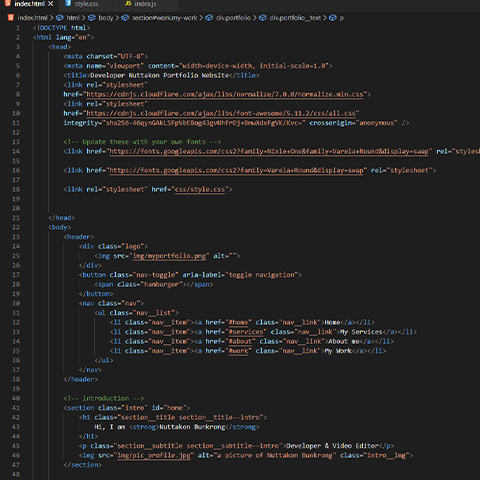 index.html style.css index.js
index.html > html > body > section#work.my-work > div.portfolio > div.portfolio_text > p
1 <!DOCTYPE html>
2 <html lang="en">
3 <head>
4 <meta charset="UTF-8">
5 <meta name="viewport" content="width=device-width, initial-scale=1.0">
6 <title>Developer Nuttakon Portfolio Website</title>
7 <link rel="stylesheet"
8 href="https://cdnjs.cloudflare.com/ajax/libs/normalize/7.0.0/normalize.min.css">
9 <link rel="stylesheet"
10 href="https://cdnjs.cloudflare.com/ajax/libs/font-awesome/5.11.2/css/all.css"
11 crossorigin="anonymous" />
12
13 <!-- Update these with your own fonts -->
14 <link href="https://fonts.googleapis.com/css2?family=Nixie+One&family=Varela+Round&display=swap" rel="styles
15
16 <link href="https://fonts.googleapis.com/css2?family=Varela+Round&display=swap" rel="stylesheet">
17
18 <link rel="stylesheet" href="css/style.css">
19
20
21 </head>
22 <body>
23 <header>
24 <div class="logo">
25 <img src="img/myportfolio.png" alt="">
26 </div>
27 <button class="nav-toggle" aria-label="toggle navigation">
28 <span class="hamburger"></span>
29 </button>
30 <nav class="nav">
31 <ul class="nav__list">
32 <li class="nav__item"><a href="#home" class="nav__link">Home</a></li>
33 <li class="nav__item"><a href="#services" class="nav__link">My Services</a></li>
34 <li class="nav__item"><a href="#about" class="nav__link">About me</a></li>
35 <li class="nav__item"><a href="#work" class="nav__link">My Work</a></li>
36 </ul>
37 </nav>
38 </header>
39
40 <!-- introduction -->
41 <section class="intro" id="home">
42 <h1 class="section__title section__title--intro">
43 Hi, I am <strong>Nuttakon Bunkrong</strong>
44 </h1>
45 <p class="section__subtitle section__subtitle--intro">Developer & Video Editor</p>
46 <img src="img/pic_profile.jpg" alt="a picture of Nuttakon Bunkrong" class="intro__img">
47 </section>
48